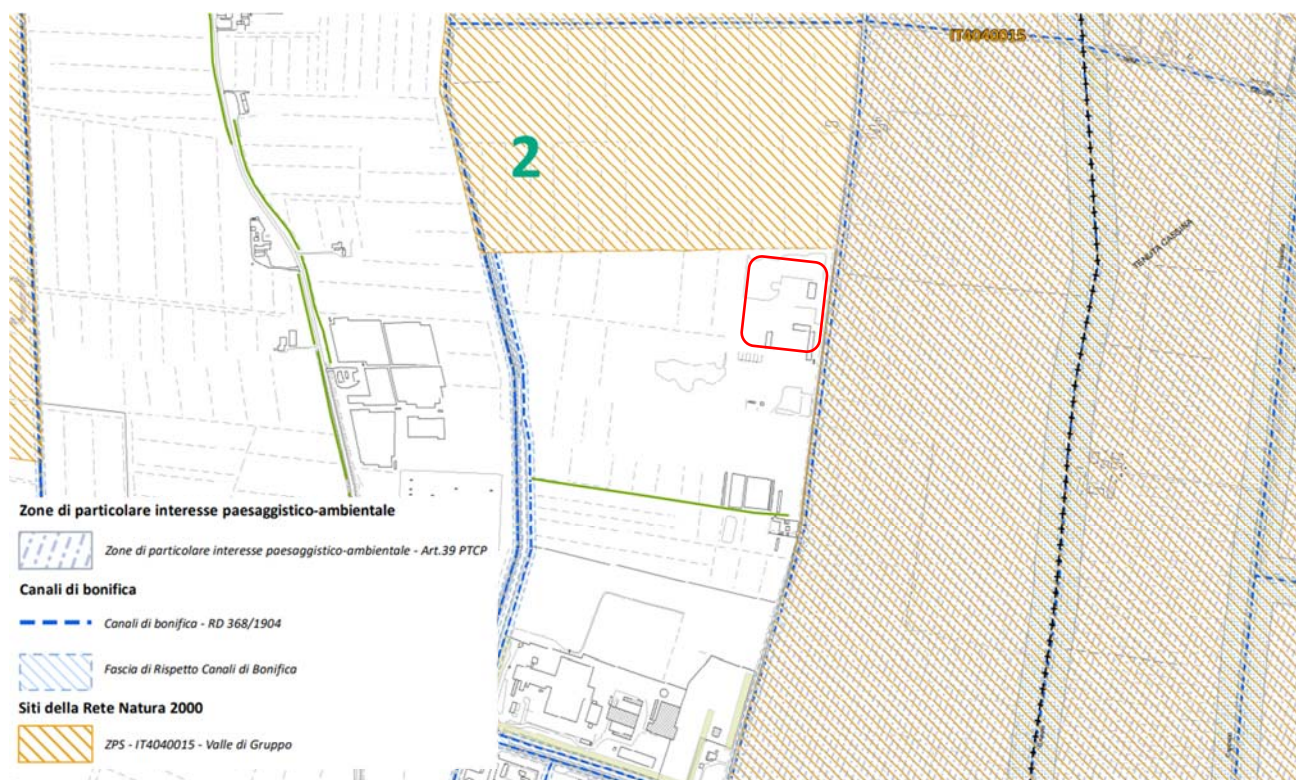 IT4040015
2
TENUTA CASSINA
Zone di particolare interesse paesaggistico-ambientale
Zone di particolare interesse paesaggistico-ambientale - Art.39 PTCP
Canali di bonifica
Canali di bonifica - RD 368/1904
Fascia di Rispetto Canali di Bonifica
Siti della Rete Natura 2000
ZPS - IT4040015 - Valle di Gruppo